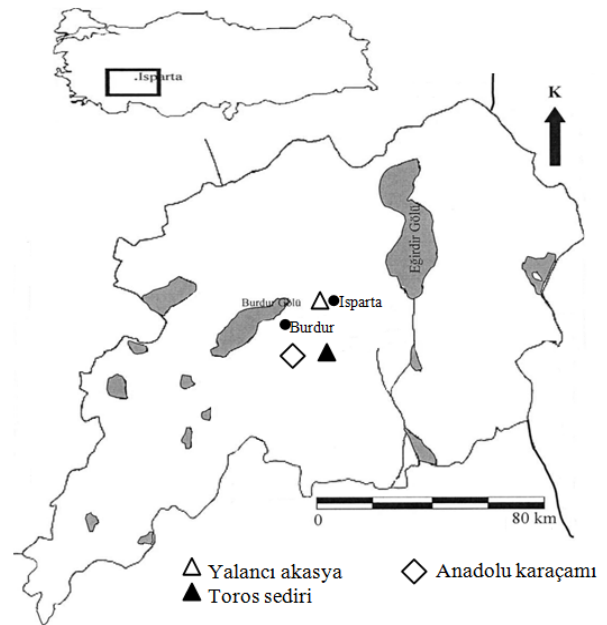 Isparta
K
Eğirdir Gölü
Burdur Gölü
Isparta
Burdur
0 80 km
Yalancı akasya
Anadolu karaçamı
Toros sediri